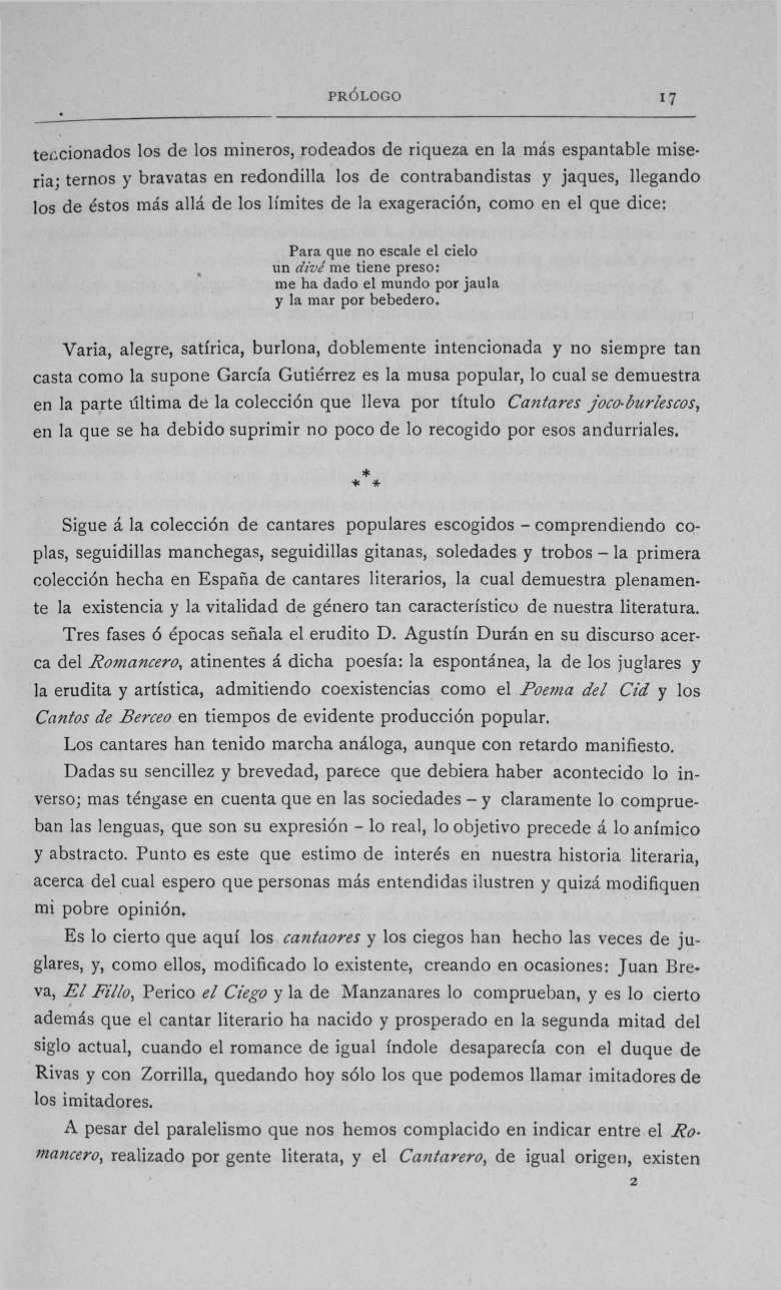 PRÓLOGO 17
tencionados los de los mineros, rodeados de riqueza en la más espantable mise-
ria; ternos y bravatas en redondilla los de contrabandistas y jaques, llegando
los de éstos más allá de los límites de la exageración, como en el que dice:
Para que no escale el cielo
un divé me tiene preso:
me ha dado el mundo por jaula
y la mar por bebedero.
Varia, alegre, satírica, burlona, doblemente intencionada y no siempre tan
casta como la supone García Gutiérrez es la musa popular, lo cual se demuestra
en la parte última de la colección que lleva por título Cantares joco-burlescos,
en la que se ha debido suprimir no poco de lo recogido por esos andurriales.
* * *
Sigue á la colección de cantares populares escogidos – comprendiendo co-
plas, seguidillas manchegas, seguidillas gitanas, soledades y trobos – la primera
colección hecha en España de cantares literarios, la cual demuestra plenamen-
te la existencia y la vitalidad de género tan característico de nuestra literatura.
Tres fases ó épocas señala el erudito D. Agustín Durán en su discurso acer-
ca del Romancero, atinentes á dicha poesía: la espontánea, la de los juglares y
la erudita y artística, admitiendo coexistencias como el Poema del Cid y los
Cantos de Berceo en tiempos de evidente producción popular.
Los cantares han tenido marcha análoga, aunque con retardo manifiesto.
Dadas su sencillez y brevedad, parece que debiera haber acontecido lo in-
verso; mas téngase en cuenta que en las sociedades – y claramente lo comprue-
ban las lenguas, que son su expresión – lo real, lo objetivo precede á lo anímico
y abstracto. Punto es este que estimo de interés en nuestra historia literaria,
acerca del cual espero que personas más entendidas ilustren y quizá modifiquen
mi pobre opinión.
Es lo cierto que aquí los cantaores y los ciegos han hecho las veces de ju-
glares, y, como ellos, modificado lo existente, creando en ocasiones: Juan Bre-
va, El Fillo, Perico el Ciego y la de Manzanares lo comprueban, y es lo cierto
además que el cantar literario ha nacido y prosperado en la segunda mitad del
siglo actual, cuando el romance de igual índole desaparecía con el duque de
Rivas y con Zorrilla, quedando hoy sólo los que podemos llamar imitadores de
los imitadores.
A pesar del paralelismo que nos hemos complacido en indicar entre el Ro-
mancero, realizado por gente literata, y el Cantarero, de igual origen, existen
2